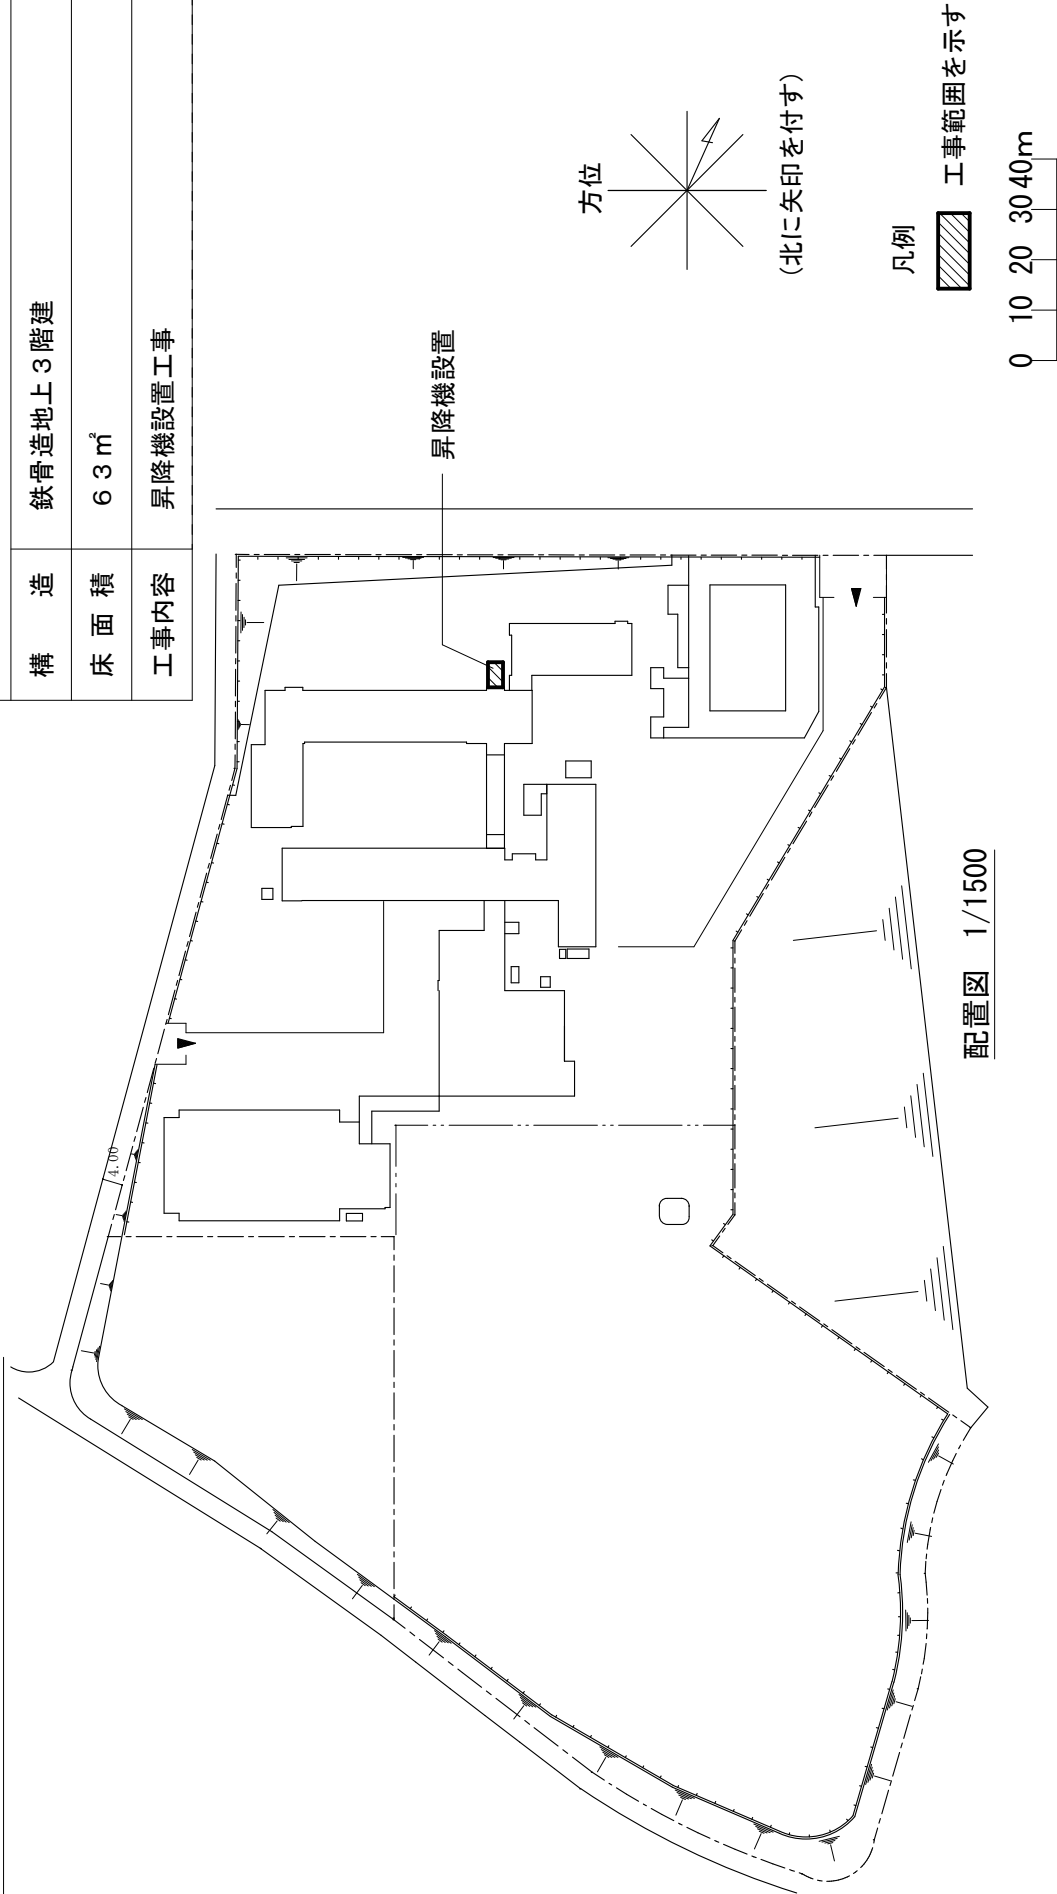 構　造　鉄骨造地上３階建
床 面 積　６３㎡
工事内容　昇降機設置工事
昇降機設置
方位
(北に矢印を付す)
凡例
工事範囲を示す
0 10 20 30 40m
4.00
配置図　1/1500